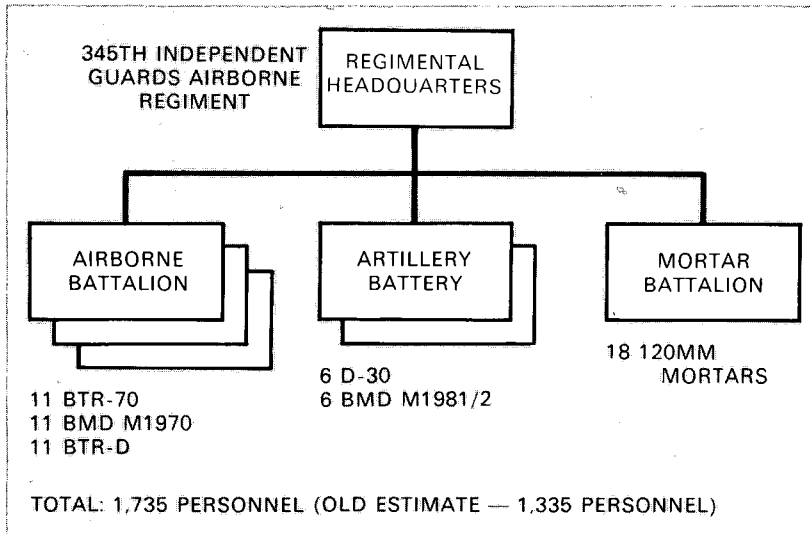 345TH INDEPENDENT
GUARDS AIRBORNE
REGIMENT
REGIMENTAL
HEADQUARTERS
AIRBORNE
BATTALION
ARTILLERY
BATTERY
MORTAR
BATTALION
11 BTR-70
11 BMD M1970
11 BTR-D
6 D-30
6 BMD M1981/2
18 120MM
MORTARS
TOTAL: 1,735 PERSONNEL (OLD ESTIMATE — 1,335 PERSONNEL)